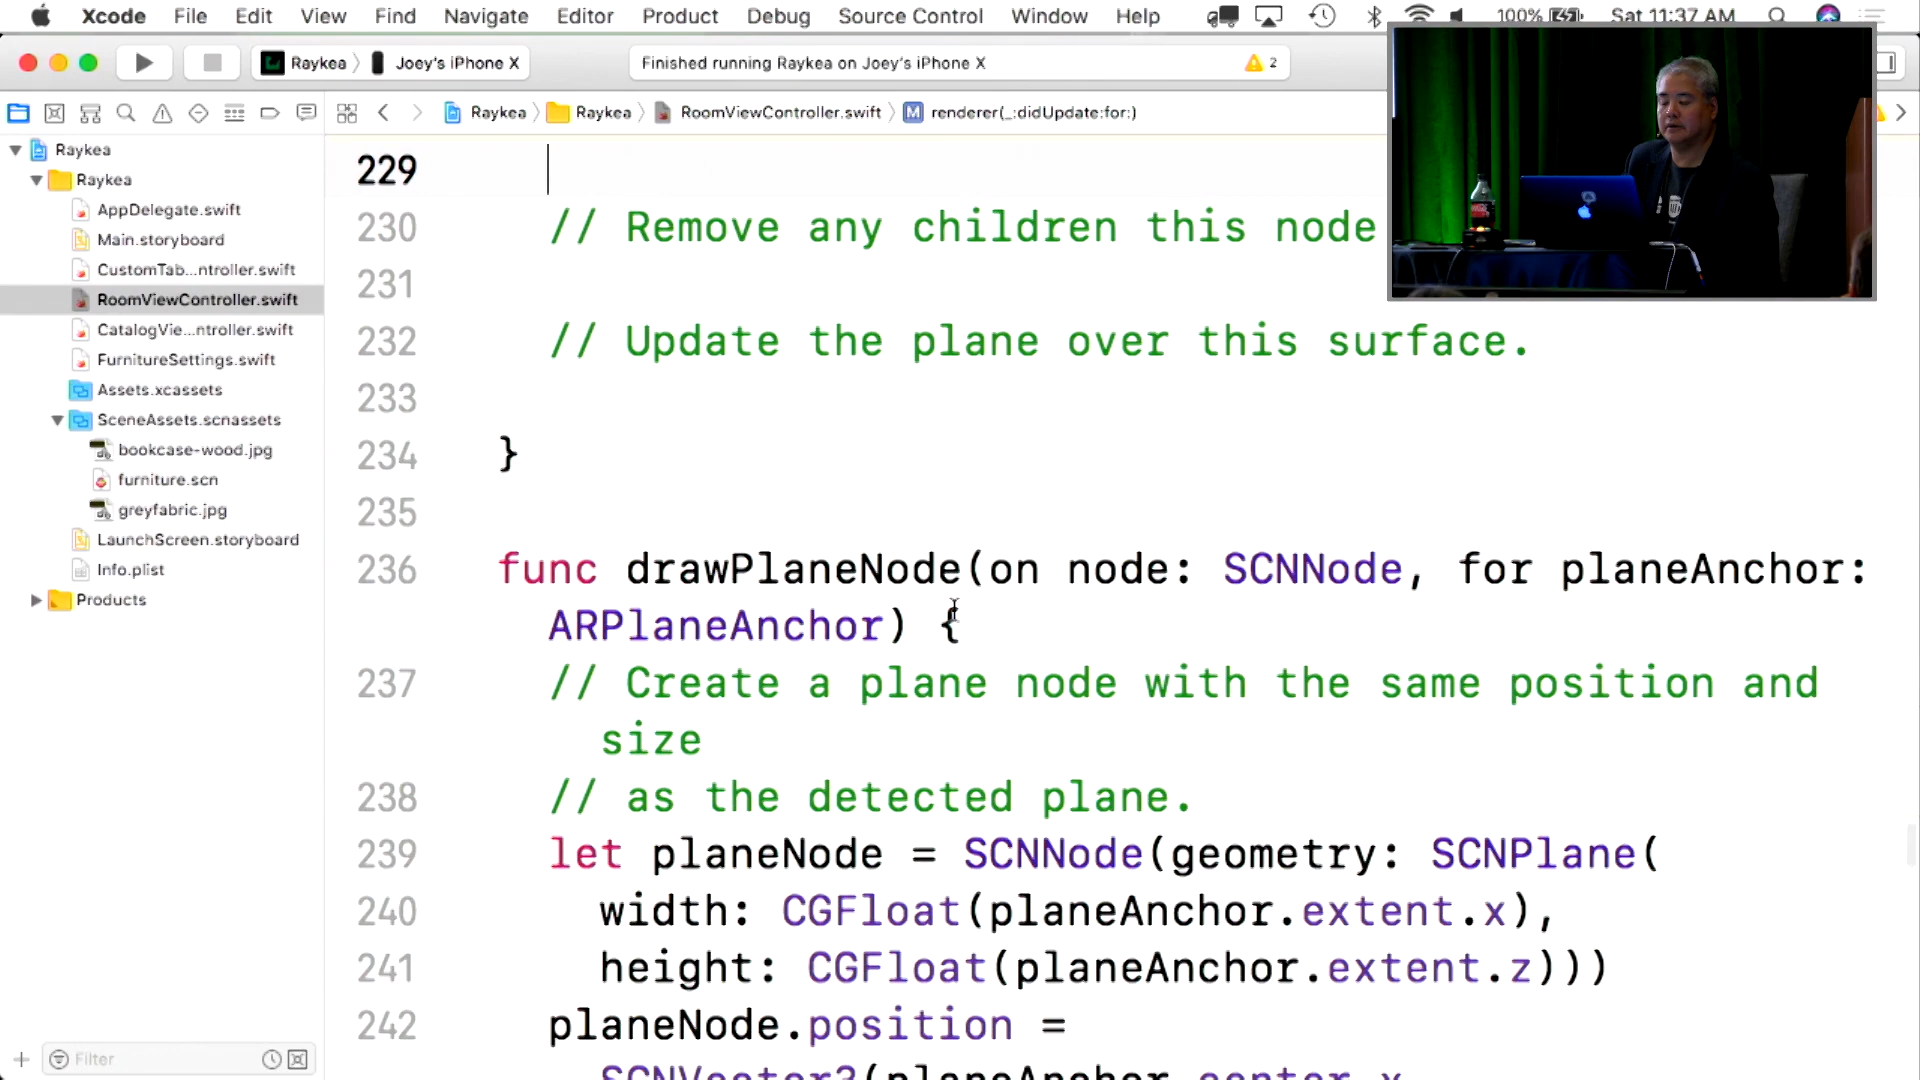 Xcode File Edit View Find Navigate Editor Product Debug Source Control Window Help 100% Sat 11:37 AM
Raykea Joey's iPhone X Finished running Raykea on Joey's iPhone X 2
Raykea Raykea RoomViewController.swift M renderer(_:didUpdate:for:)
Raykea
Raykea
AppDelegate.swift
Main.storyboard
CustomTab...ntroller.swift
RoomViewController.swift
CatalogVie...ntroller.swift
FurnitureSettings.swift
Assets.xcassets
SceneAssets.scnassets
bookcase-wood.jpg
furniture.scn
greyfabric.jpg
LaunchScreen.storyboard
Info.plist
Products
Filter
229
230 // Remove any children this node
231
232 // Update the plane over this surface.
233
234 }
235
236 func drawPlaneNode(on node: SCNNode, for planeAnchor:
ARPlaneAnchor) {
237 // Create a plane node with the same position and
size
238 // as the detected plane.
239 let planeNode = SCNNode(geometry: SCNPlane(
240 width: CGFloat(planeAnchor.extent.x),
241 height: CGFloat(planeAnchor.extent.z)))
242 planeNode.position =
SCNVector3(planeAnchor.center.x